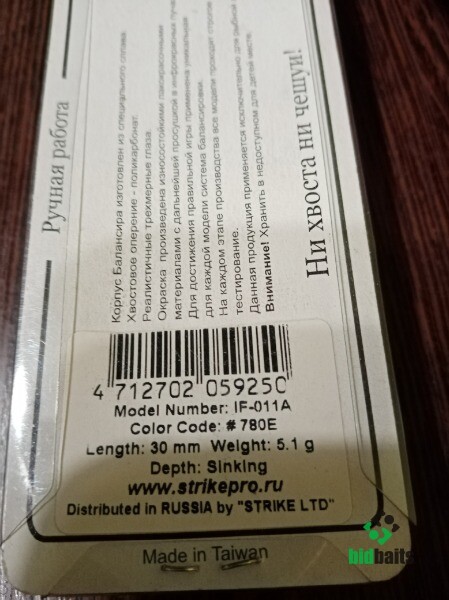 Ручная работа
Корпус Балансира изготовлен из специального сплава.
Хвостовое оперение - поликарбонат.
Реалистичные трехмерные глаза.
Окраска произведена износостойкими лакокрасочными
материалами с дальнейшей просушкой в инфракрасных луча
Для достижения правильной игры применена уникальная
для каждой модели система балансировки.
На каждом этапе производства все модели проходят строгое
тестирование.
Данная продукция применяется исключительно для рыбной
Внимание! Хранить в недоступном для детей месте.
Ни хвоста ни чешуи!
4 712702 059250
Model Number: IF-011A
Color Code: # 780E
Length: 30 mm Weight: 5.1 g
Depth: Sinking
www.strikepro.ru
Distributed in RUSSIA by "STRIKE LTD"
Made in Taiwan
bidbaits